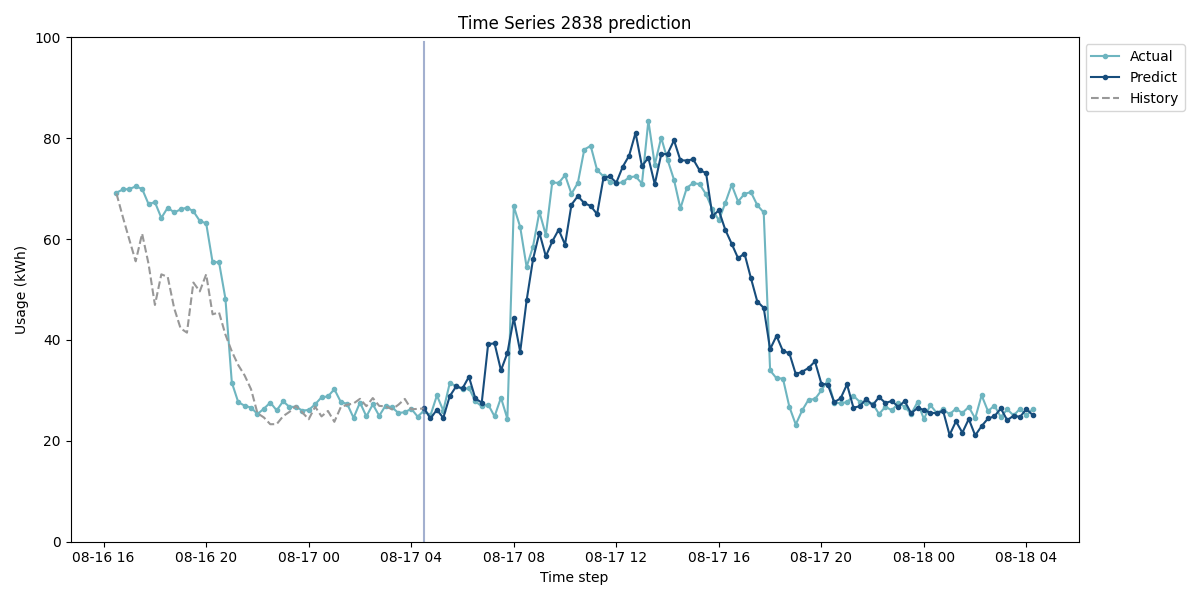 Time Series 2838 prediction
100
80
60
40
20
0
Usage (kWh)
08-16 16
08-16 20
08-17 00
08-17 04
08-17 08
08-17 12
08-17 16
08-17 20
08-18 00
08-18 04
Time step
Actual
Predict
History